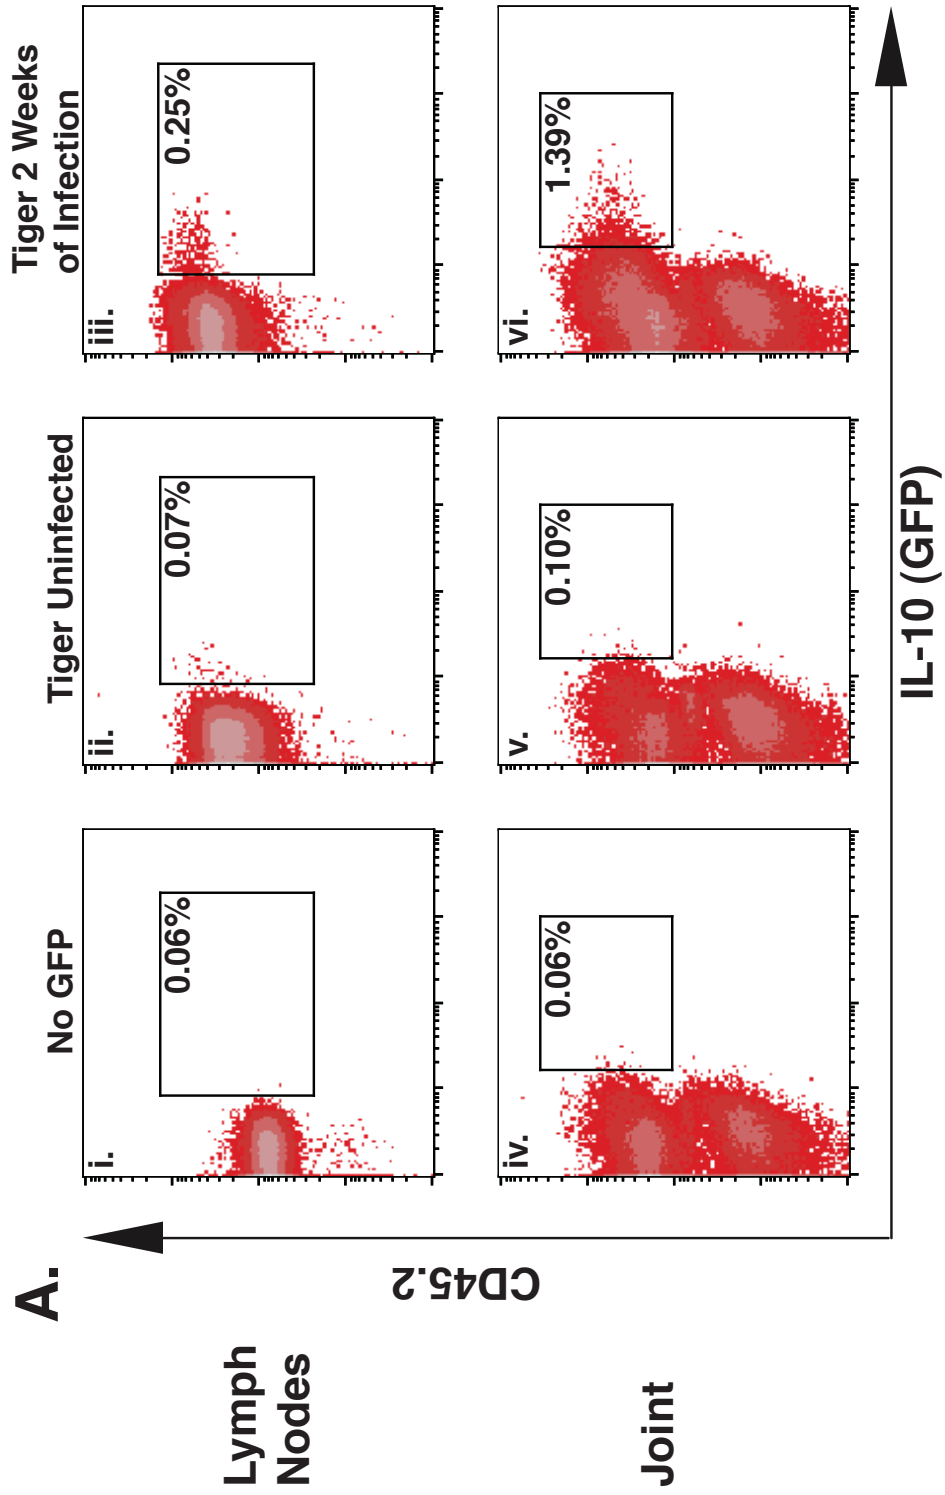 A.
No GFP
Tiger Uninfected
Tiger 2 Weeks
of Infection
Lymph
Nodes
i.
0.06%
ii.
0.07%
iii.
0.25%
Joint
iv.
0.06%
v.
0.10%
vi.
1.39%
CD45.2
IL-10 (GFP)